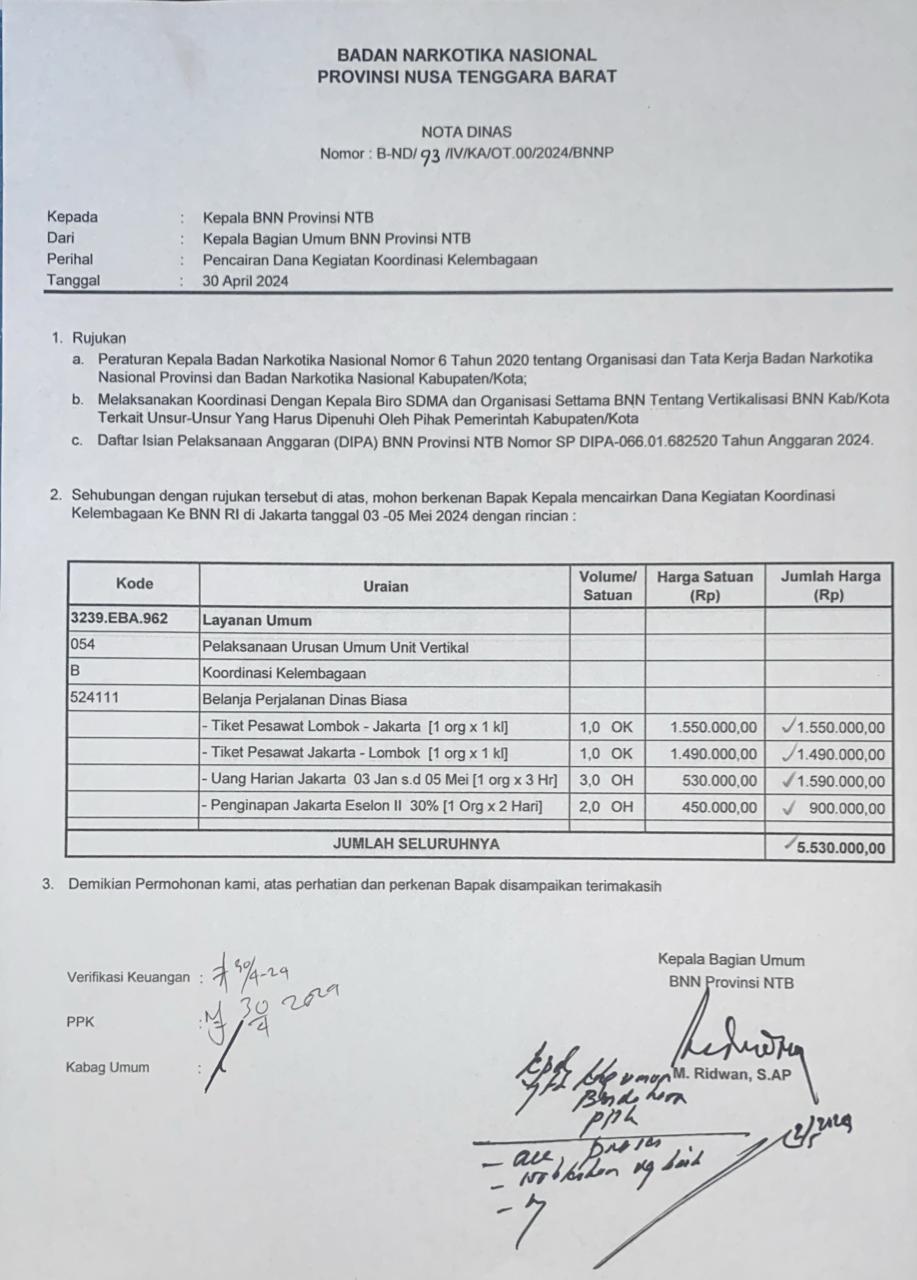 BADAN NARKOTIKA NASIONAL
PROVINSI NUSA TENGGARA BARAT
NOTA DINAS
Nomor : B-ND/ 93 /IV/KA/OT.00/2024/BNNP
Kepada : Kepala BNN Provinsi NTB
Dari : Kepala Bagian Umum BNN Provinsi NTB
Perihal : Pencairan Dana Kegiatan Koordinasi Kelembagaan
Tanggal : 30 April 2024
1. Rujukan
a. Peraturan Kepala Badan Narkotika Nasional Nomor 6 Tahun 2020 tentang Organisasi dan Tata Kerja Badan Narkotika
Nasional Provinsi dan Badan Narkotika Nasional Kabupaten/Kota;
b. Melaksanakan Koordinasi Dengan Kepala Biro SDMA dan Organisasi Settama BNN Tentang Vertikalisasi BNN Kab/Kota
Terkait Unsur-Unsur Yang Harus Dipenuhi Oleh Pihak Pemerintah Kabupaten/Kota
c. Daftar Isian Pelaksanaan Anggaran (DIPA) BNN Provinsi NTB Nomor SP DIPA-066.01.682520 Tahun Anggaran 2024.
2. Sehubungan dengan rujukan tersebut di atas, mohon berkenan Bapak Kepala mencairkan Dana Kegiatan Koordinasi
Kelembagaan Ke BNN RI di Jakarta tanggal 03 -05 Mei 2024 dengan rincian :
Kode Uraian Volume/ Satuan Harga Satuan (Rp) Jumlah Harga (Rp)
3239.EBA.962 Layanan Umum
054 Pelaksanaan Urusan Umum Unit Vertikal
B Koordinasi Kelembagaan
524111 Belanja Perjalanan Dinas Biasa
- Tiket Pesawat Lombok - Jakarta [1 org x 1 kl] 1,0 OK 1.550.000,00 ✓1.550.000,00
- Tiket Pesawat Jakarta - Lombok [1 org x 1 kl] 1,0 OK 1.490.000,00 ✓1.490.000,00
- Uang Harian Jakarta 03 Jan s.d 05 Mei [1 org x 3 Hr] 3,0 OH 530.000,00 ✓1.590.000,00
- Penginapan Jakarta Eselon II 30% [1 Org x 2 Hari] 2,0 OH 450.000,00 ✓ 900.000,00
JUMLAH SELURUHNYA ✓5.530.000,00
3. Demikian Permohonan kami, atas perhatian dan perkenan Bapak disampaikan terimakasih
Kepala Bagian Umum
BNN Provinsi NTB
Verifikasi Keuangan : 30/4-24
PPK : 30/4 2024
Kabag Umum :
M. Ridwan, S.AP
Bendahara
PPK
- acc, proses